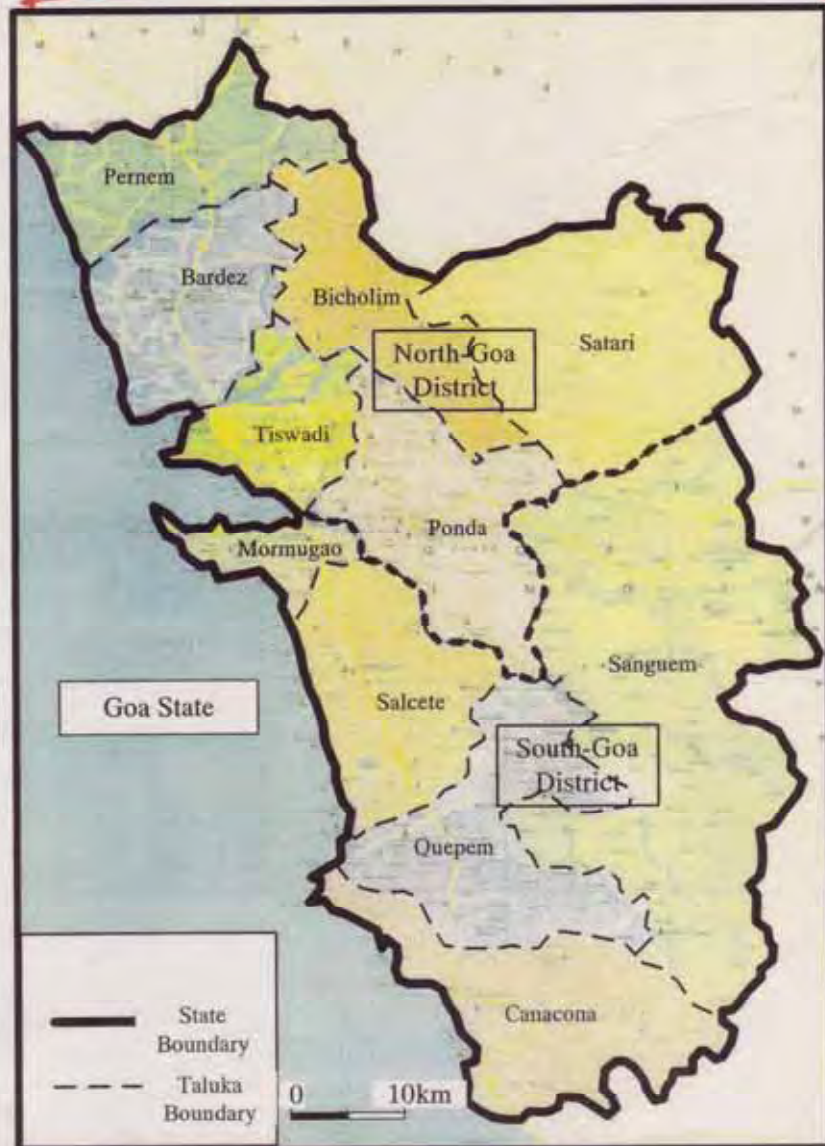 Pernem
Bardez
Bicholim
Satari
North-Goa
District
Tiswadi
Ponda
Mormugao
Sanguem
Goa State
Salcete
South-Goa
District
Quepem
Canacona
State
Boundary
Taluka
Boundary
0 10km